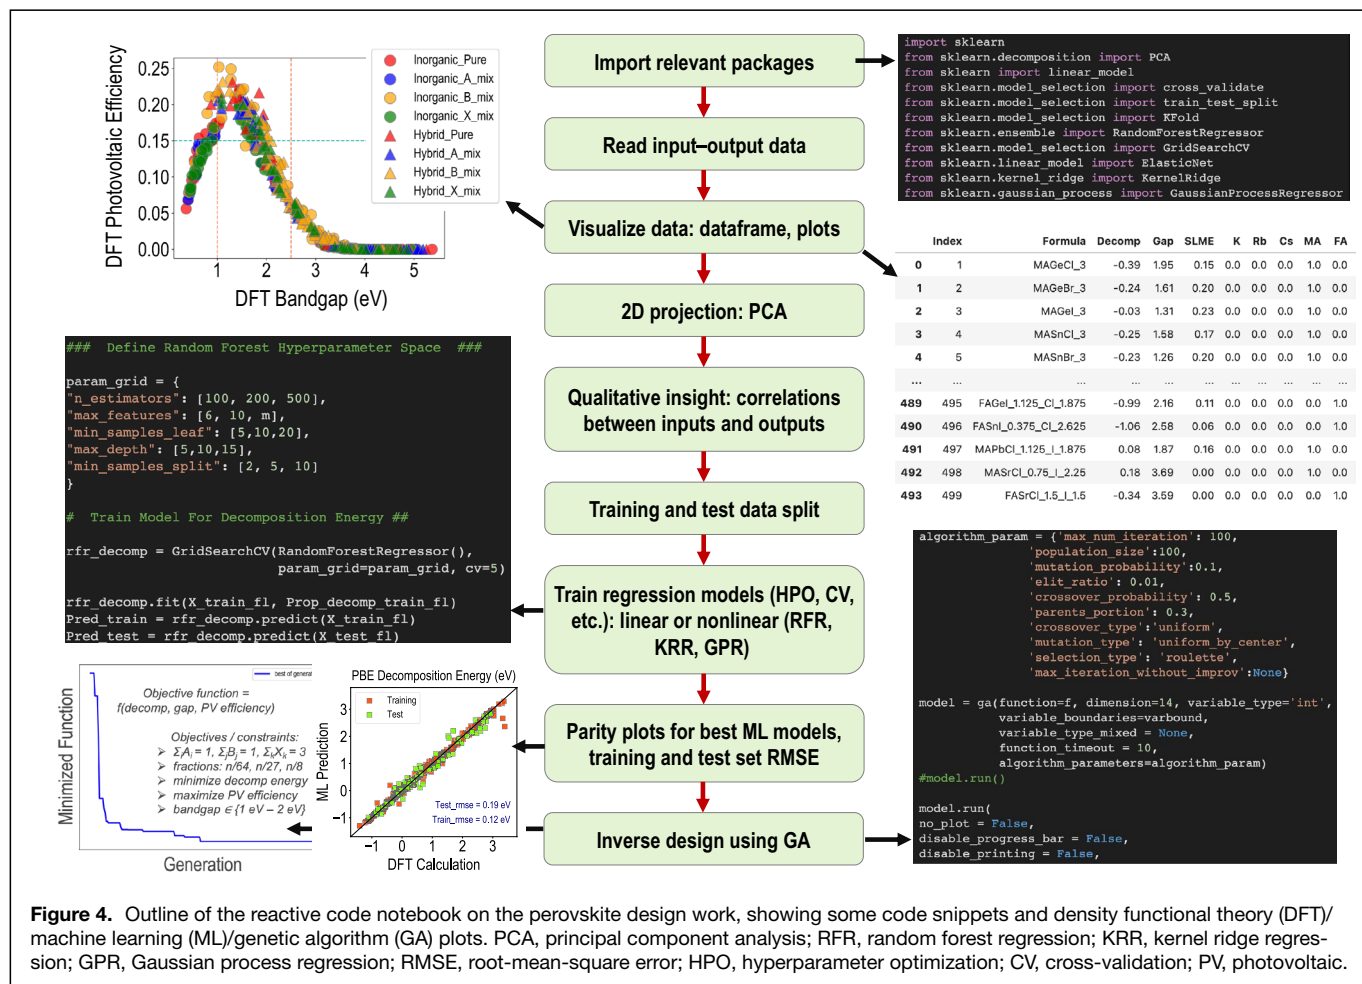 DFT Photovoltaic Efficiency
0.25
0.20
0.15
0.10
0.05
0.00
1 2 3 4 5
DFT Bandgap (eV)
Inorganic_Pure
Inorganic_A_mix
Inorganic_B_mix
Inorganic_X_mix
Hybrid_Pure
Hybrid_A_mix
Hybrid_B_mix
Hybrid_X_mix
Import relevant packages
Read input–output data
Visualize data: dataframe, plots
2D projection: PCA
Qualitative insight: correlations
between inputs and outputs
Training and test data split
Train regression models (HPO, CV,
etc.): linear or nonlinear (RFR,
KRR, GPR)
Parity plots for best ML models,
training and test set RMSE
Inverse design using GA
import sklearn
from sklearn.decomposition import PCA
from sklearn import linear_model
from sklearn.model_selection import cross_validate
from sklearn.model_selection import train_test_split
from sklearn.model_selection import KFold
from sklearn.ensemble import RandomForestRegressor
from sklearn.model_selection import GridSearchCV
from sklearn.linear_model import ElasticNet
from sklearn.kernel_ridge import KernelRidge
from sklearn.gaussian_process import GaussianProcessRegressor
Index Formula Decomp Gap SLME K Rb Cs MA FA
0 1 MAGeCl_3 -0.39 1.95 0.15 0.0 0.0 0.0 1.0 0.0
1 2 MAGeBr_3 -0.24 1.61 0.20 0.0 0.0 0.0 1.0 0.0
2 3 MAGeI_3 -0.03 1.31 0.23 0.0 0.0 0.0 1.0 0.0
3 4 MASnCl_3 -0.25 1.58 0.17 0.0 0.0 0.0 1.0 0.0
4 5 MASnBr_3 -0.23 1.26 0.20 0.0 0.0 0.0 1.0 0.0
... ... ... ... ... ... ... ... ... ... ...
489 495 FAGeI_1.125_Cl_1.875 -0.99 2.16 0.11 0.0 0.0 0.0 0.0 1.0
490 496 FASnI_0.375_Cl_2.625 -1.06 2.58 0.06 0.0 0.0 0.0 0.0 1.0
491 497 MAPbCl_1.125_I_1.875 0.08 1.87 0.16 0.0 0.0 0.0 1.0 0.0
492 498 MASrCl_0.75_I_2.25 0.18 3.69 0.00 0.0 0.0 0.0 1.0 0.0
493 499 FASrCl_1.5_I_1.5 -0.34 3.59 0.00 0.0 0.0 0.0 0.0 1.0
### Define Random Forest Hyperparameter Space ###
param_grid = {
"n_estimators": [100, 200, 500],
"max_features": [6, 10, m],
"min_samples_leaf": [5,10,20],
"max_depth": [5,10,15],
"min_samples_split": [2, 5, 10]
}
# Train Model For Decomposition Energy ##
rfr_decomp = GridSearchCV(RandomForestRegressor(),
param_grid=param_grid, cv=5)
rfr_decomp.fit(X_train_fl, Prop_decomp_train_fl)
Pred_train = rfr_decomp.predict(X_train_fl)
Pred_test = rfr_decomp.predict(X_test_fl)
algorithm_param = {'max_num_iteration': 100,
'population_size':100,
'mutation_probability':0.1,
'elit_ratio': 0.01,
'crossover_probability': 0.5,
'parents_portion': 0.3,
'crossover_type':'uniform',
'mutation_type': 'uniform_by_center',
'selection_type': 'roulette',
'max_iteration_without_improv':None}
model = ga(function=f, dimension=14, variable_type='int',
variable_boundaries=varbound,
variable_type_mixed = None,
function_timeout = 10,
algorithm_parameters=algorithm_param)
#model.run()
model.run(
no_plot = False,
disable_progress_bar = False,
disable_printing = False,
Minimized Function
best of genera
Objective function =
f(decomp, gap, PV efficiency)
Objectives / constraints:
➢ ΣᵢAᵢ = 1, ΣⱼBⱼ = 1, ΣₖXₖ = 3
➢ fractions: n/64, n/27, n/8
➢ minimize decomp energy
➢ maximize PV efficiency
➢ bandgap ∈ {1 eV – 2 eV}
Generation
PBE Decomposition Energy (eV)
Training
Test
ML Prediction
3
2
1
0
−1
Test_rmse = 0.19 eV
Train_rmse = 0.12 eV
−1 0 1 2 3
DFT Calculation
Figure 4. Outline of the reactive code notebook on the perovskite design work, showing some code snippets and density functional theory (DFT)/
machine learning (ML)/genetic algorithm (GA) plots. PCA, principal component analysis; RFR, random forest regression; KRR, kernel ridge regres-
sion; GPR, Gaussian process regression; RMSE, root-mean-square error; HPO, hyperparameter optimization; CV, cross-validation; PV, photovoltaic.